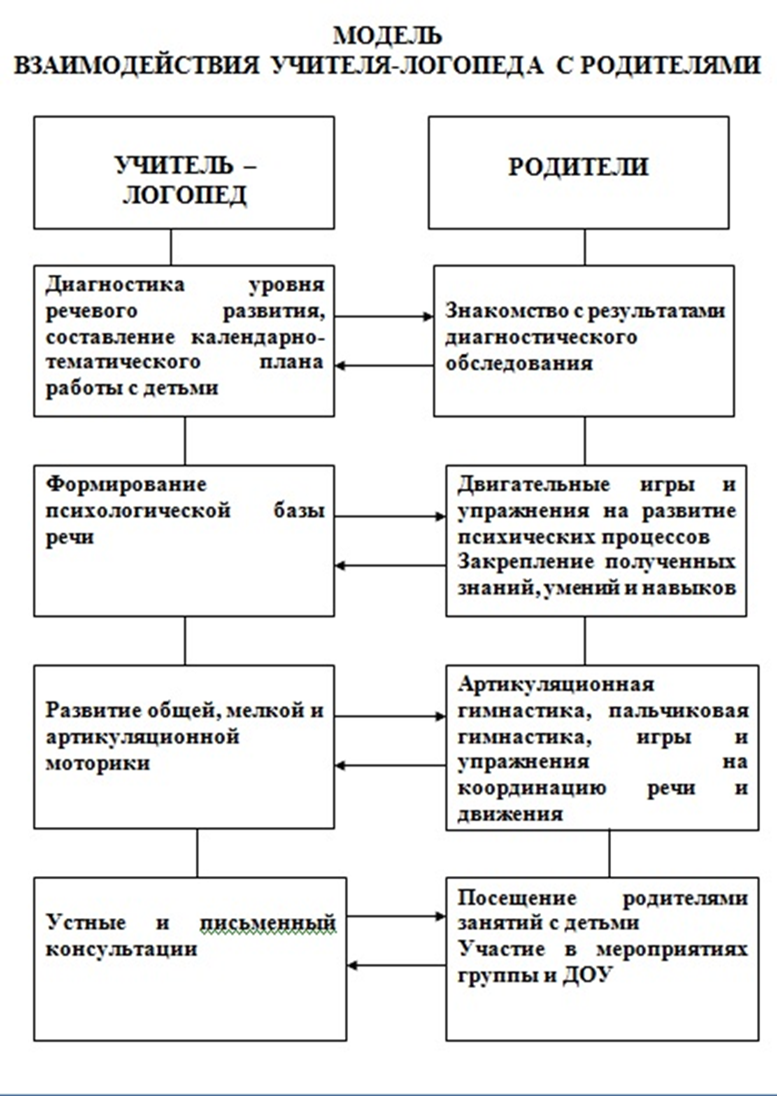 МОДЕЛЬ
ВЗАИМОДЕЙСТВИЯ УЧИТЕЛЯ-ЛОГОПЕДА С РОДИТЕЛЯМИ
УЧИТЕЛЬ –
ЛОГОПЕД
РОДИТЕЛИ
Диагностика уровня
речевого развития,
составление календарно-
тематического плана
работы с детьми
Знакомство с результатами
диагностического
обследования
Формирование
психологической базы
речи
Двигательные игры и
упражнения на развитие
психических процессов
Закрепление полученных
знаний, умений и навыков
Развитие общей, мелкой и
артикуляционной
моторики
Артикуляционная
гимнастика, пальчиковая
гимнастика, игры и
упражнения на
координацию речи и
движения
Устные и письменный
консультации
Посещение родителями
занятий с детьми
Участие в мероприятиях
группы и ДОУ